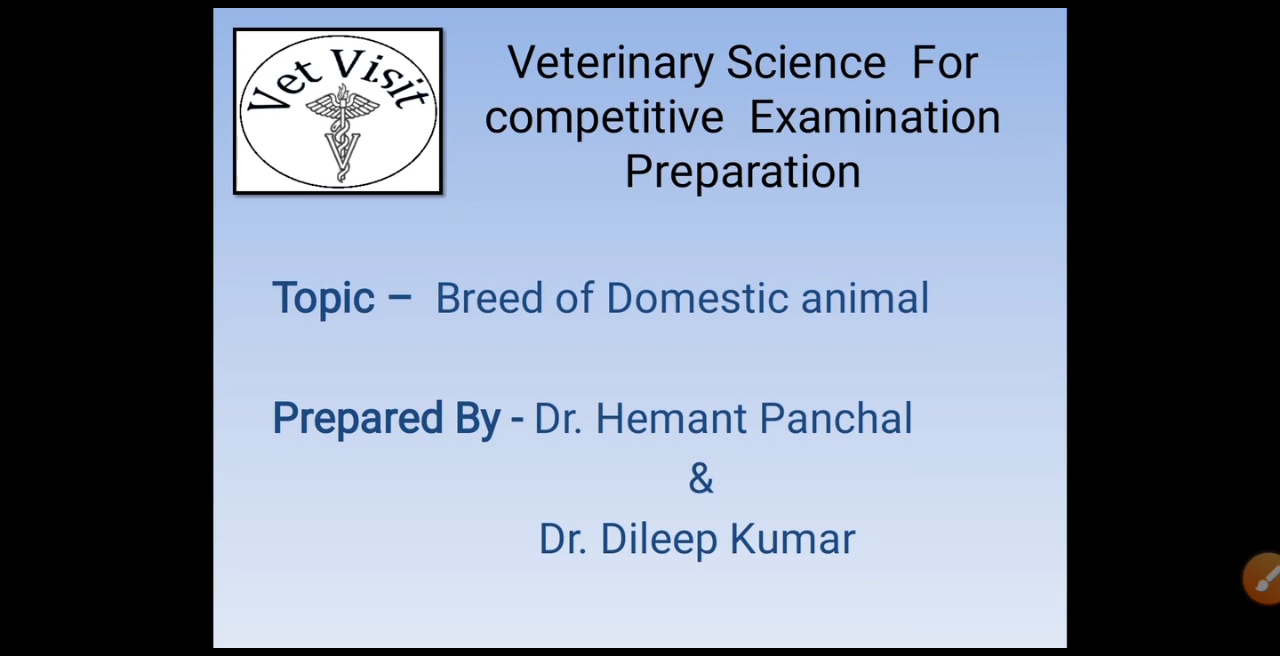 Vet Visit
Veterinary Science For
competitive Examination
Preparation
Topic – Breed of Domestic animal
Prepared By - Dr. Hemant Panchal
&
Dr. Dileep Kumar